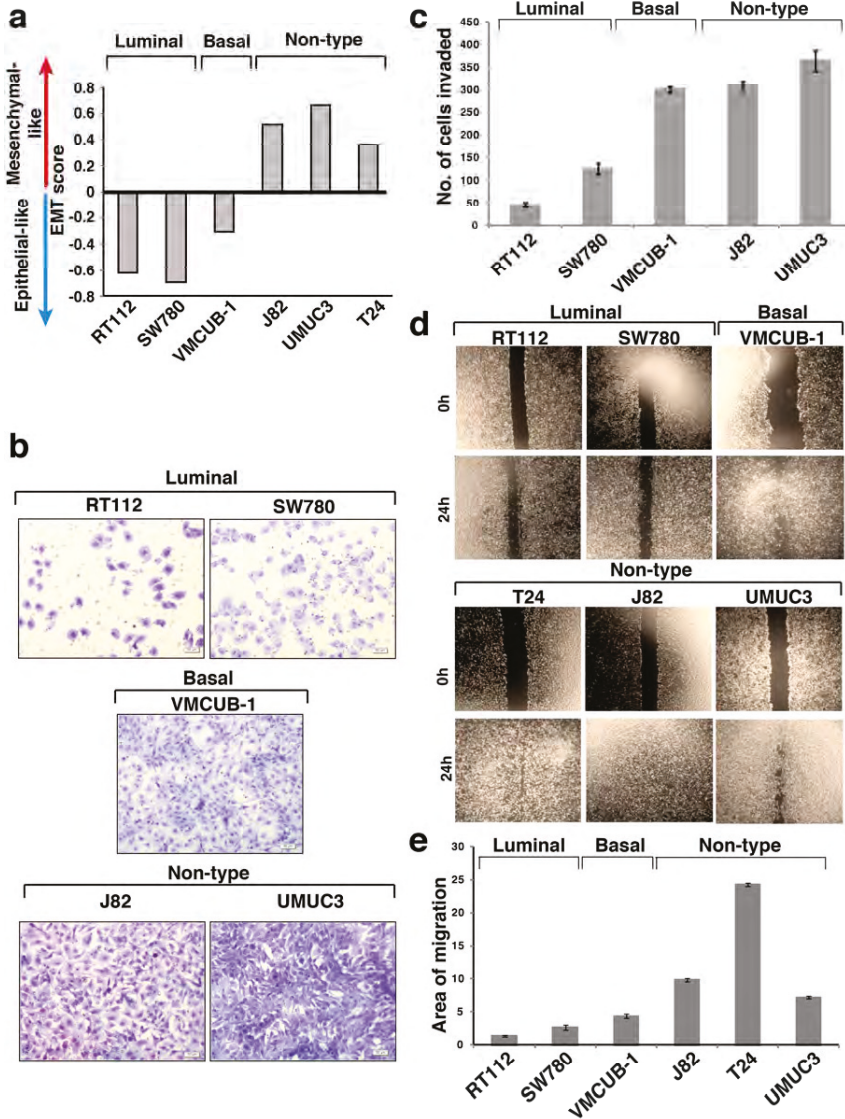 a
Luminal Basal Non-type
Mesenchymal-like
Epithelial-like
EMT score
0.8
0.6
0.4
0.2
0
-0.2
-0.4
-0.6
-0.8
RT112 SW780 VMCUB-1 J82 UMUC3 T24
b
Luminal
RT112 SW780
Basal
VMCUB-1
Non-type
J82 UMUC3
c
Luminal Basal Non-type
No. of cells invaded
450
400
350
300
250
200
150
100
50
0
RT112 SW780 VMCUB-1 J82 UMUC3
d
Luminal Basal
RT112 SW780 VMCUB-1
0h
24h
Non-type
T24 J82 UMUC3
0h
24h
e
Luminal Basal Non-type
Area of migration
30
25
20
15
10
5
0
RT112 SW780 VMCUB-1 J82 T24 UMUC3